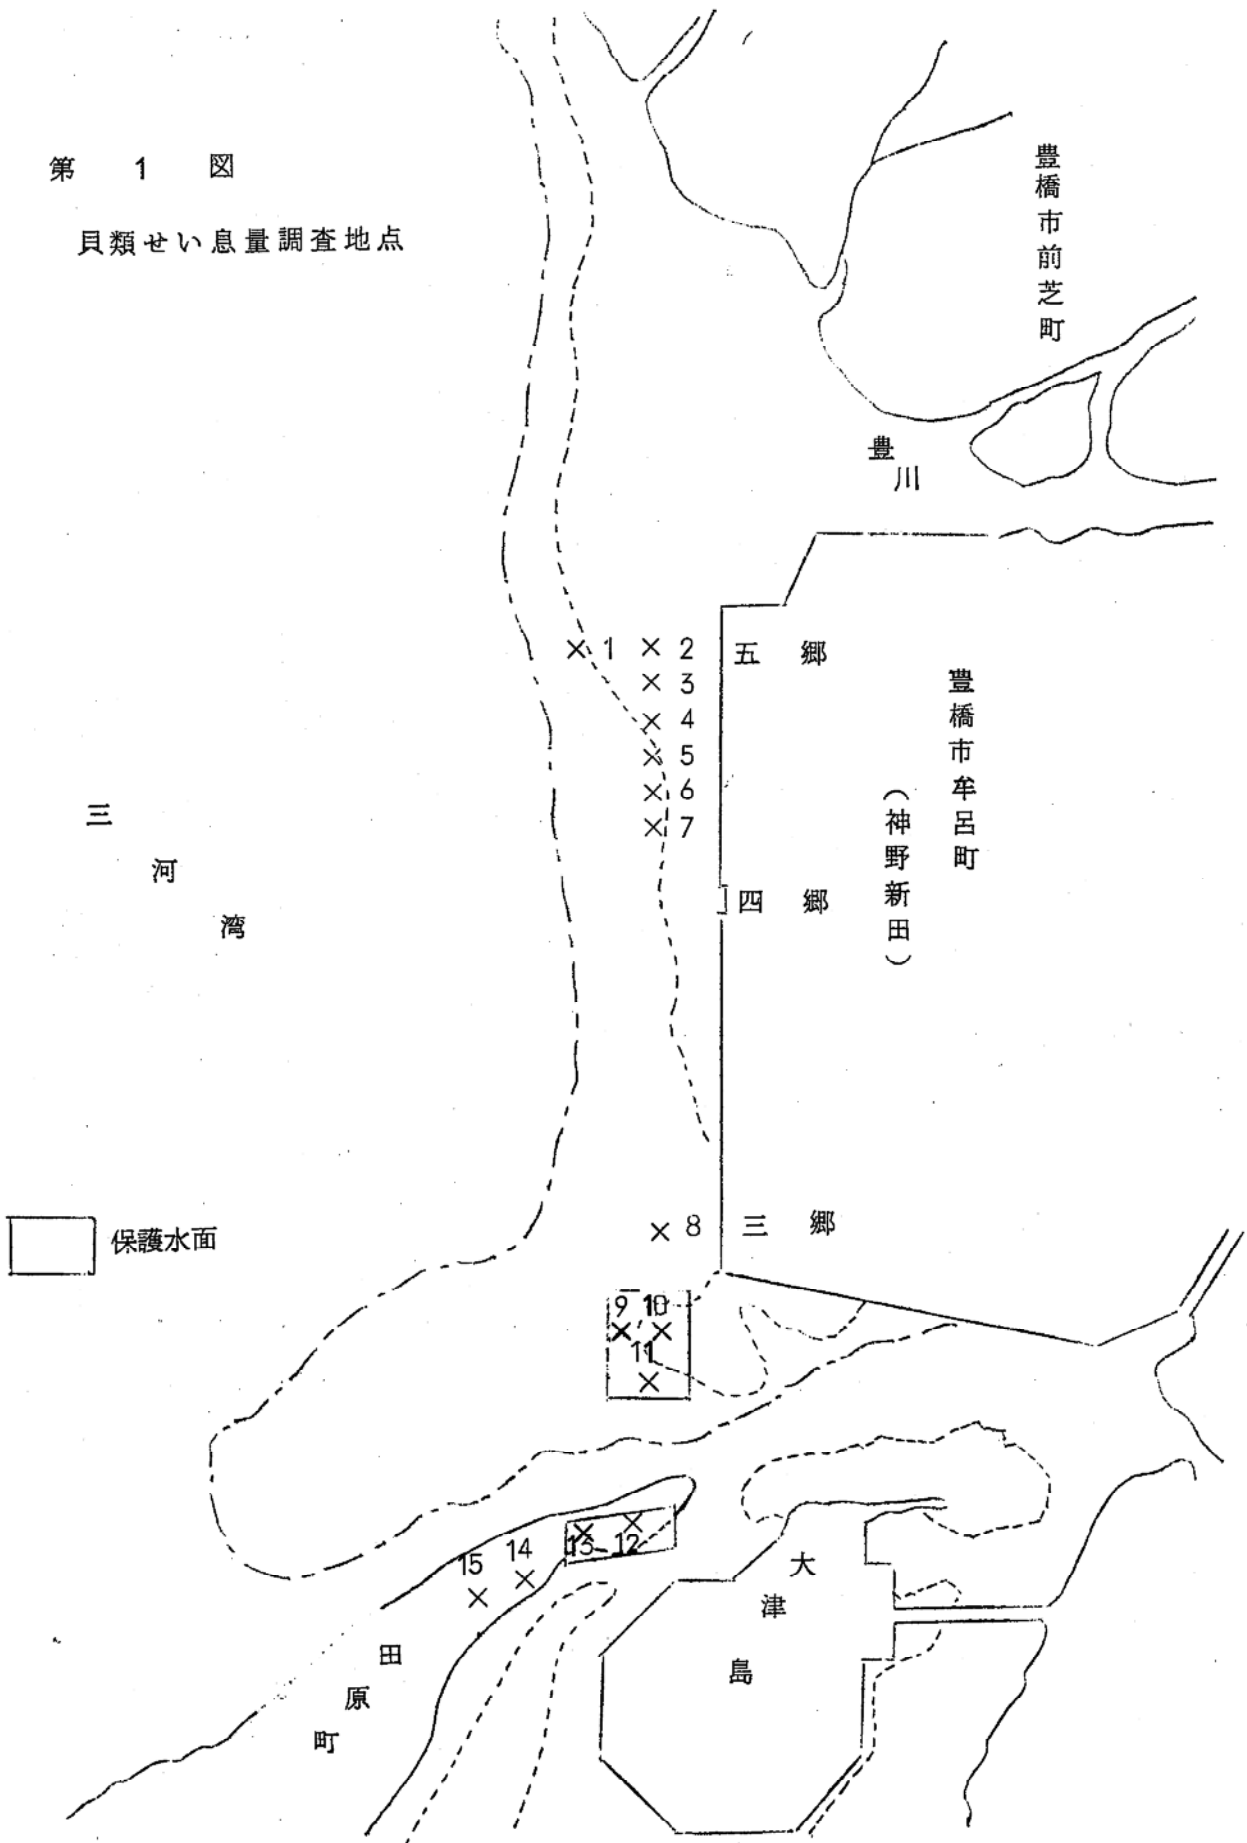 第 1 図
貝類せい息量調査地点
豊橋市前芝町
豊川
1
2
五郷
3
4
5
6
7
豊橋市牟呂町
(神野新田)
四郷
三河湾
8
三郷
保護水面
9
10
11
12
13
14
15
大津島
田原町